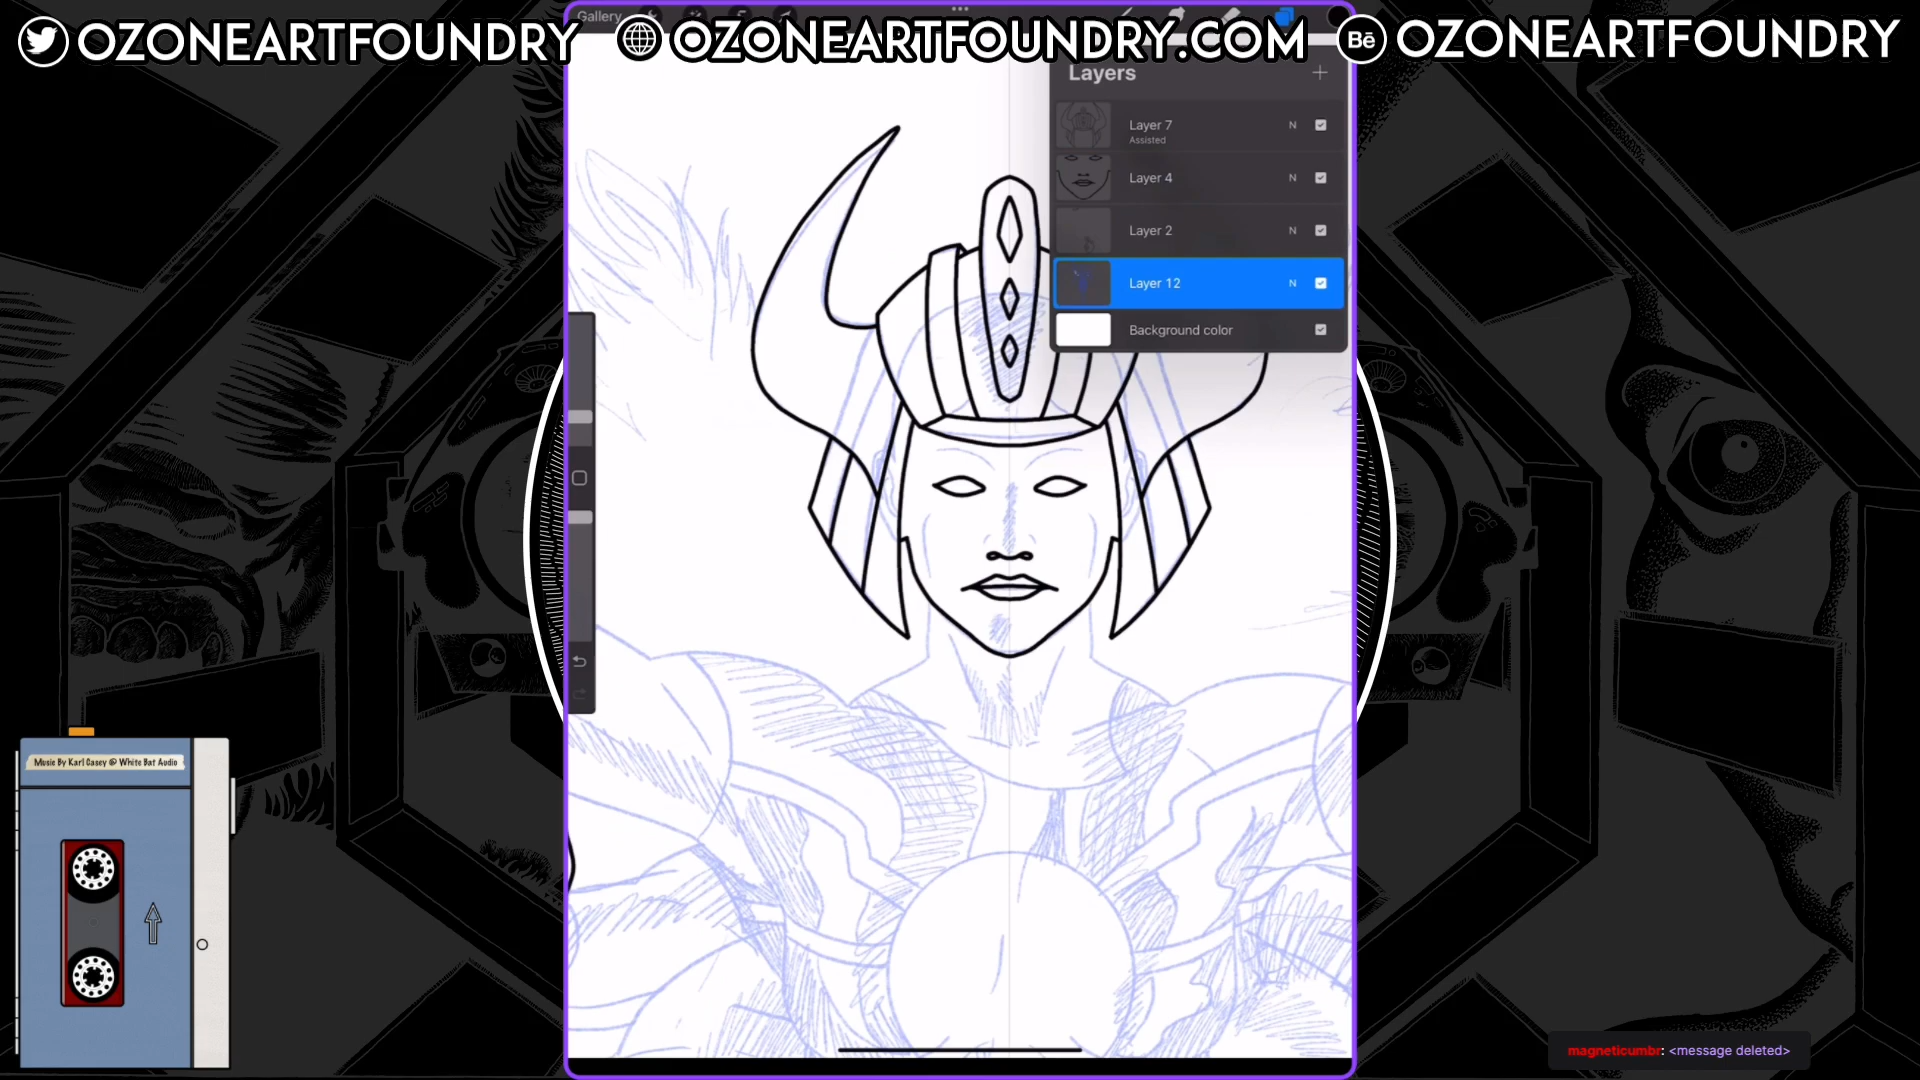 OZONEARTFOUNDRY OZONEARTFOUNDRY.COM Bē OZONEARTFOUNDRY
Gallery
Layers
Layer 7 N
Assisted
Layer 4 N
Layer 2 N
Layer 12 N
Background color
Music By Karl Casey @ White Bat Audio
magneticumbr: <message deleted>